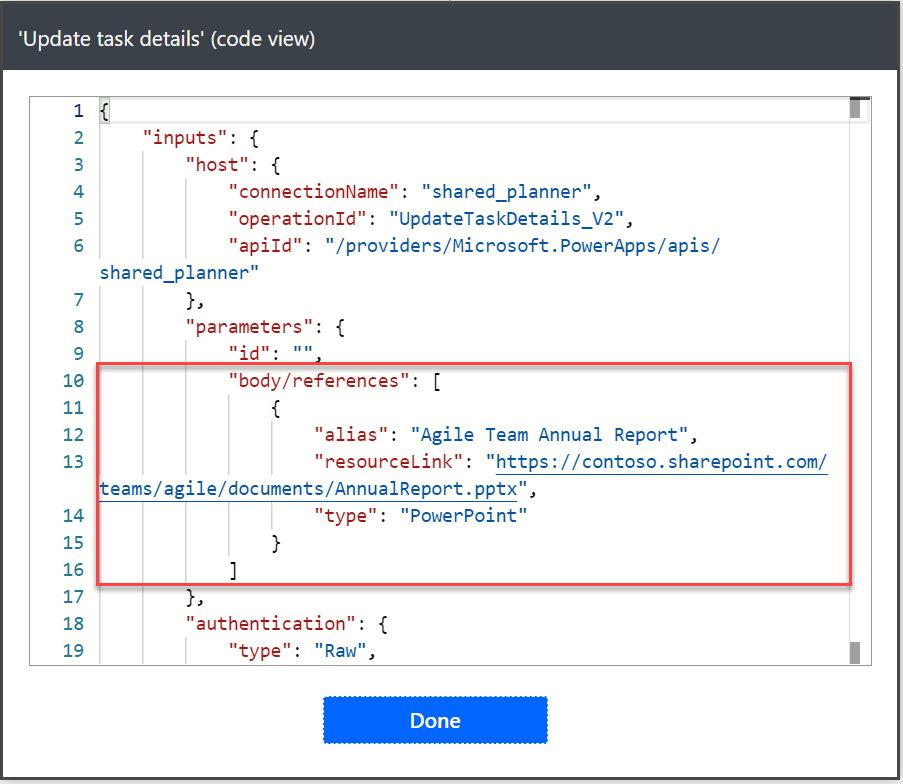 'Update task details' (code view)
1 {
2 "inputs": {
3 "host": {
4 "connectionName": "shared_planner",
5 "operationId": "UpdateTaskDetails_V2",
6 "apiId": "/providers/Microsoft.PowerApps/apis/
shared_planner"
7 },
8 "parameters": {
9 "id": "",
10 "body/references": [
11 {
12 "alias": "Agile Team Annual Report",
13 "resourceLink": "https://contoso.sharepoint.com/
teams/agile/documents/AnnualReport.pptx",
14 "type": "PowerPoint"
15 }
16 ]
17 },
18 "authentication": {
19 "type": "Raw",
Done